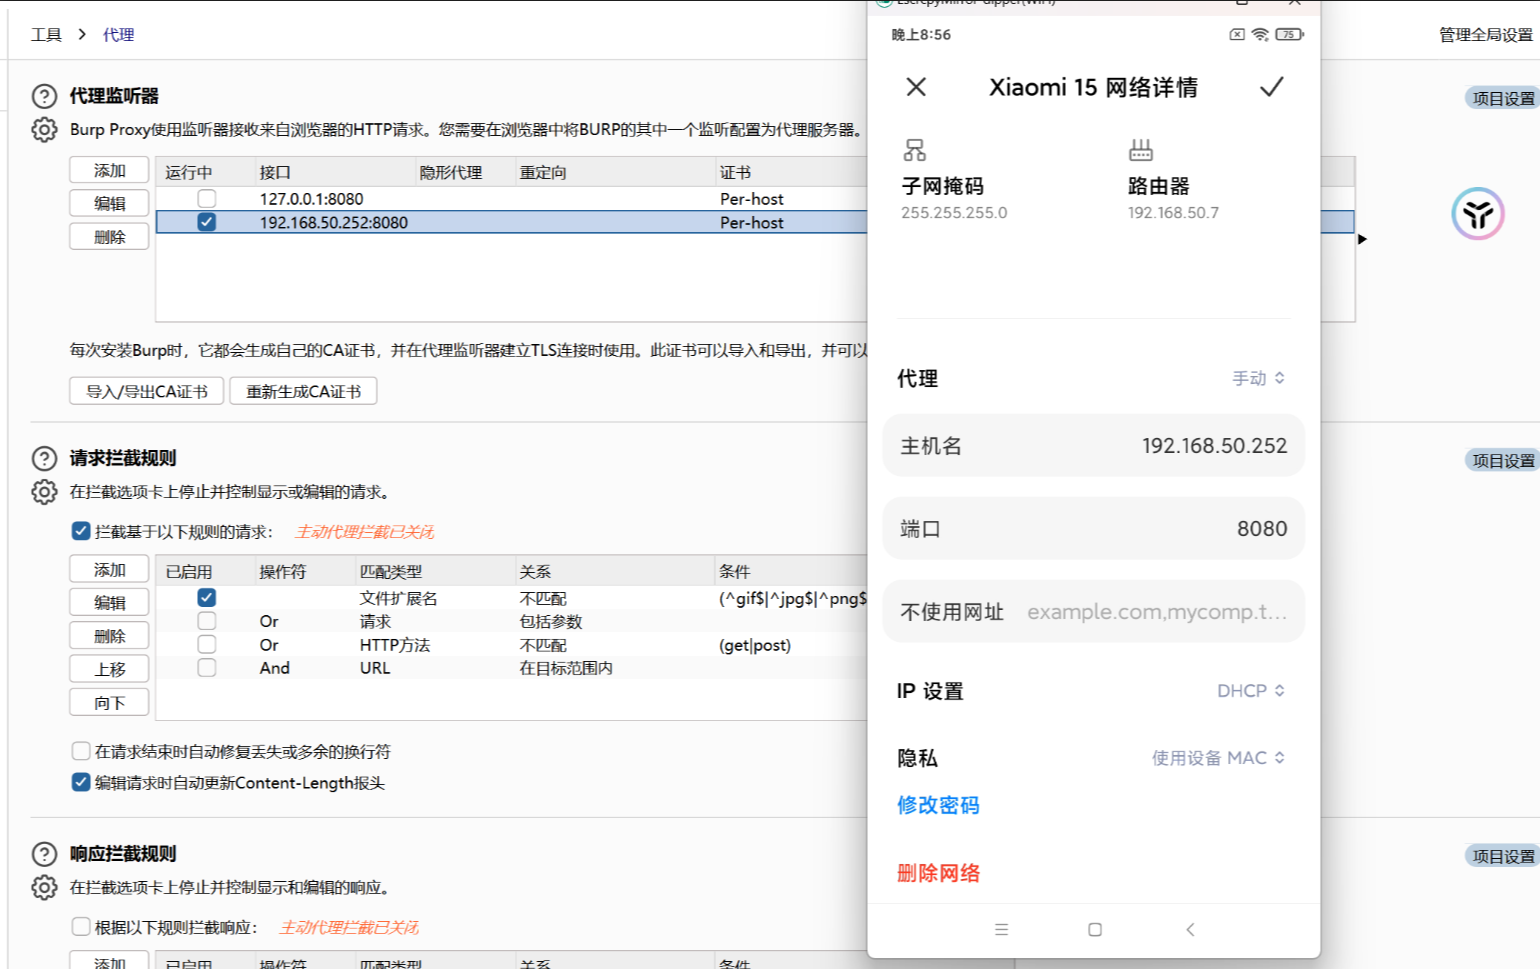 工具 > 代理
管理全局设置
代理监听器
项目设置
Burp Proxy使用监听器接收来自浏览器的HTTP请求。您需要在浏览器中将BURP的其中一个监听配置为代理服务器。
添加
编辑
删除
运行中 接口 隐形代理 重定向 证书
127.0.0.1:8080 Per-host
192.168.50.252:8080 Per-host
每次安装Burp时，它都会生成自己的CA证书，并在代理监听器建立TLS连接时使用。此证书可以导入和导出，并可以
导入/导出CA证书 重新生成CA证书
请求拦截规则
项目设置
在拦截选项卡上停止并控制显示或编辑的请求。
拦截基于以下规则的请求： 主动代理拦截已关闭
添加
编辑
删除
上移
向下
已启用 操作符 匹配类型 关系 条件
文件扩展名 不匹配 (^gif$|^jpg$|^png$
Or 请求 包括参数
Or HTTP方法 不匹配 (get|post)
And URL 在目标范围内
在请求结束时自动修复丢失或多余的换行符
编辑请求时自动更新Content-Length报头
响应拦截规则
项目设置
在拦截选项卡上停止并控制显示和编辑的响应。
根据以下规则拦截响应： 主动代理拦截已关闭
添加
已启用 操作符 匹配类型 关系 条件
晚上8:56
75
Xiaomi 15 网络详情
子网掩码
255.255.255.0
路由器
192.168.50.7
代理 手动
主机名 192.168.50.252
端口 8080
不使用网址 example.com,mycomp.t...
IP 设置 DHCP
隐私 使用设备 MAC
修改密码
删除网络